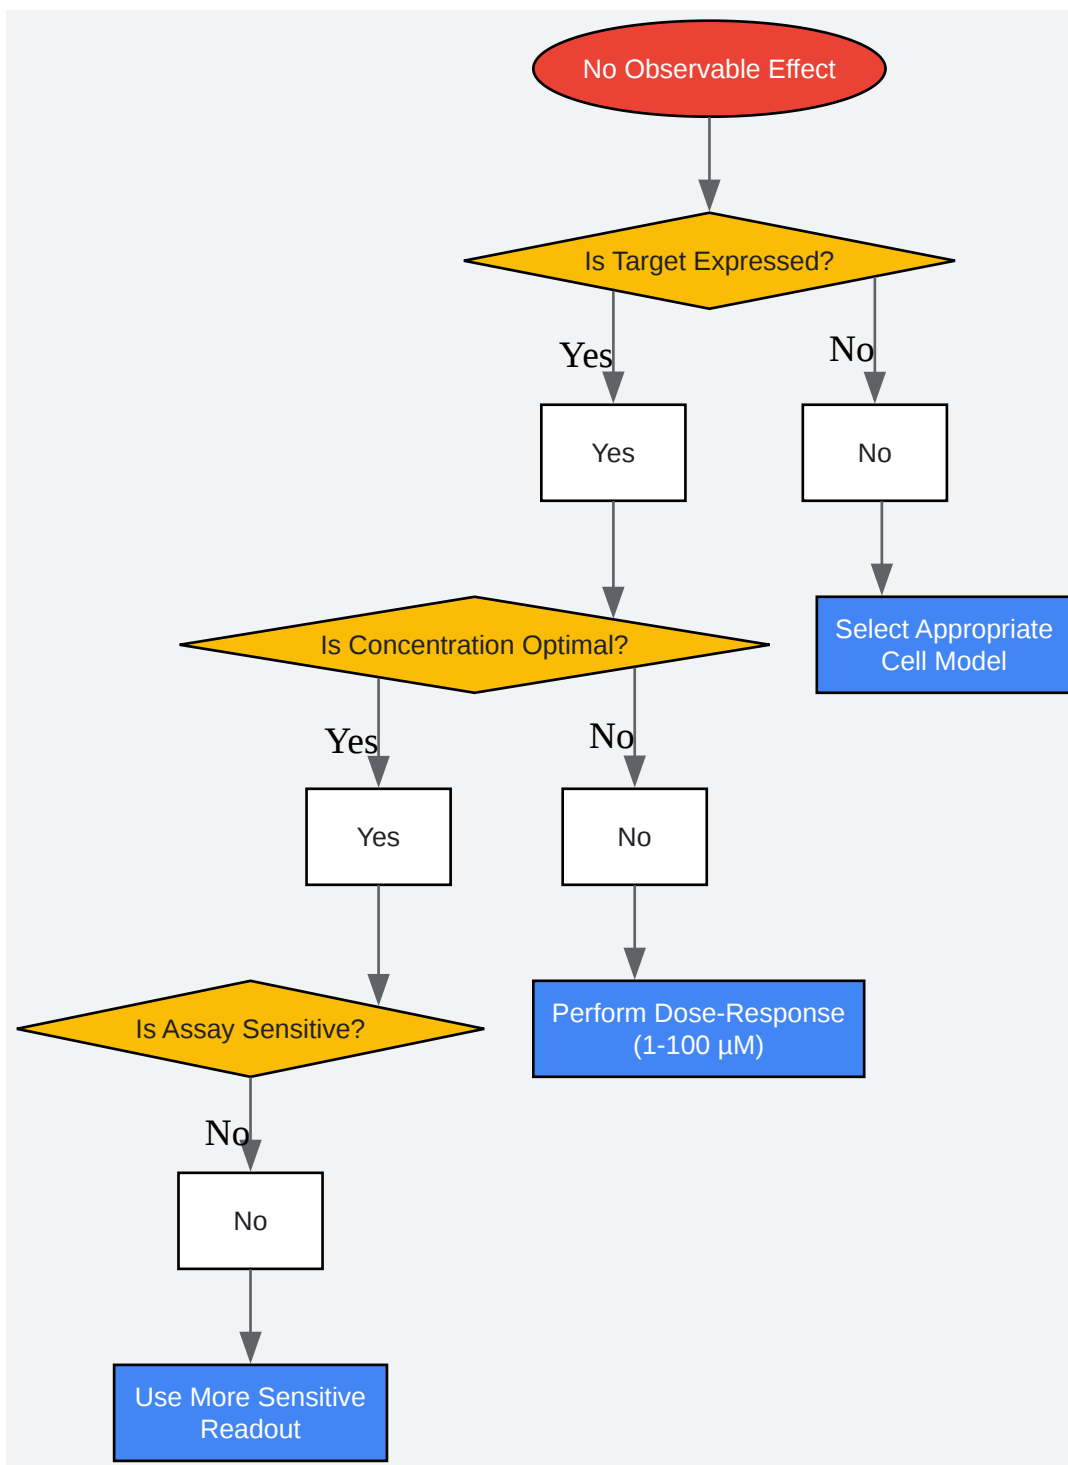 No Observable Effect
Is Target Expressed?
Yes
No
Yes
No
Select Appropriate
Cell Model
Is Concentration Optimal?
Yes
No
Yes
No
Perform Dose-Response
(1-100 µM)
Is Assay Sensitive?
No
No
Use More Sensitive
Readout